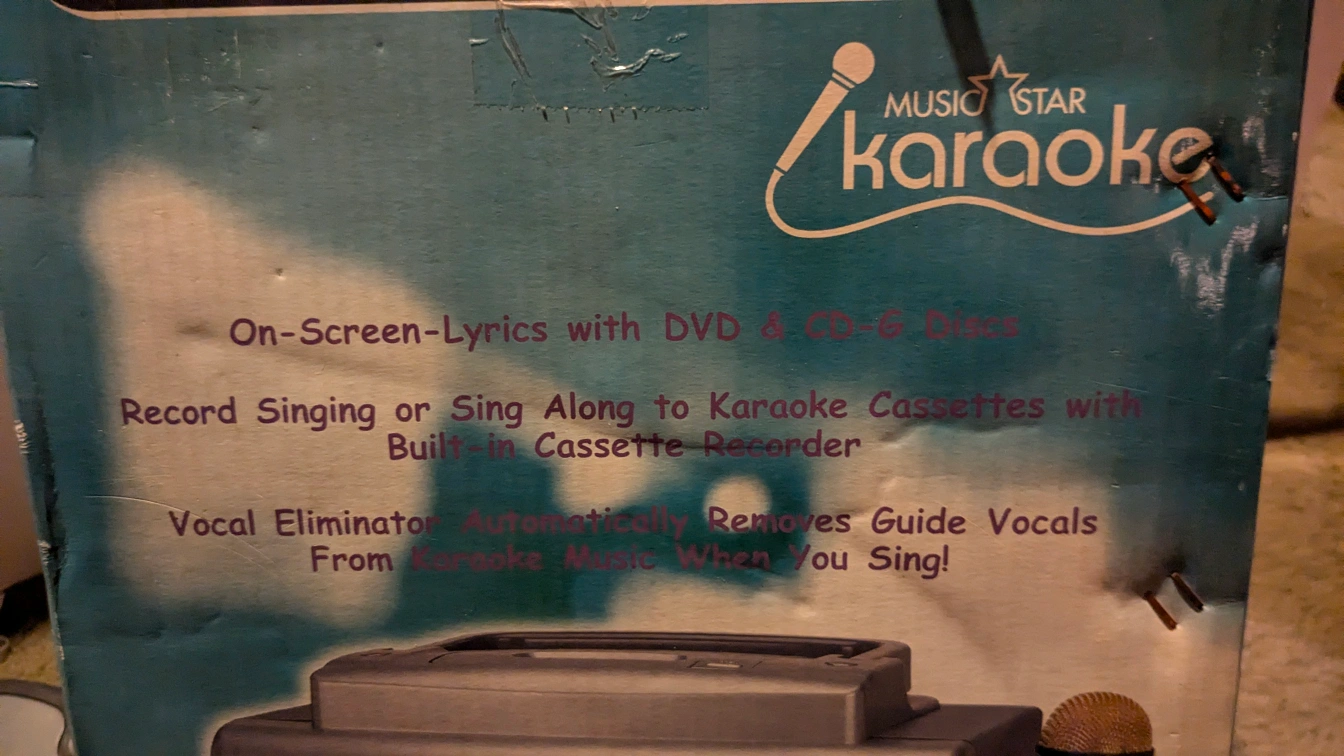 MUSIC STAR
karaoke
On-Screen-Lyrics with DVD & CD-G Discs
Record Singing or Sing Along to Karaoke Cassettes with
Built-in Cassette Recorder
Vocal Eliminator Automatically Removes Guide Vocals
From Karaoke Music When You Sing!